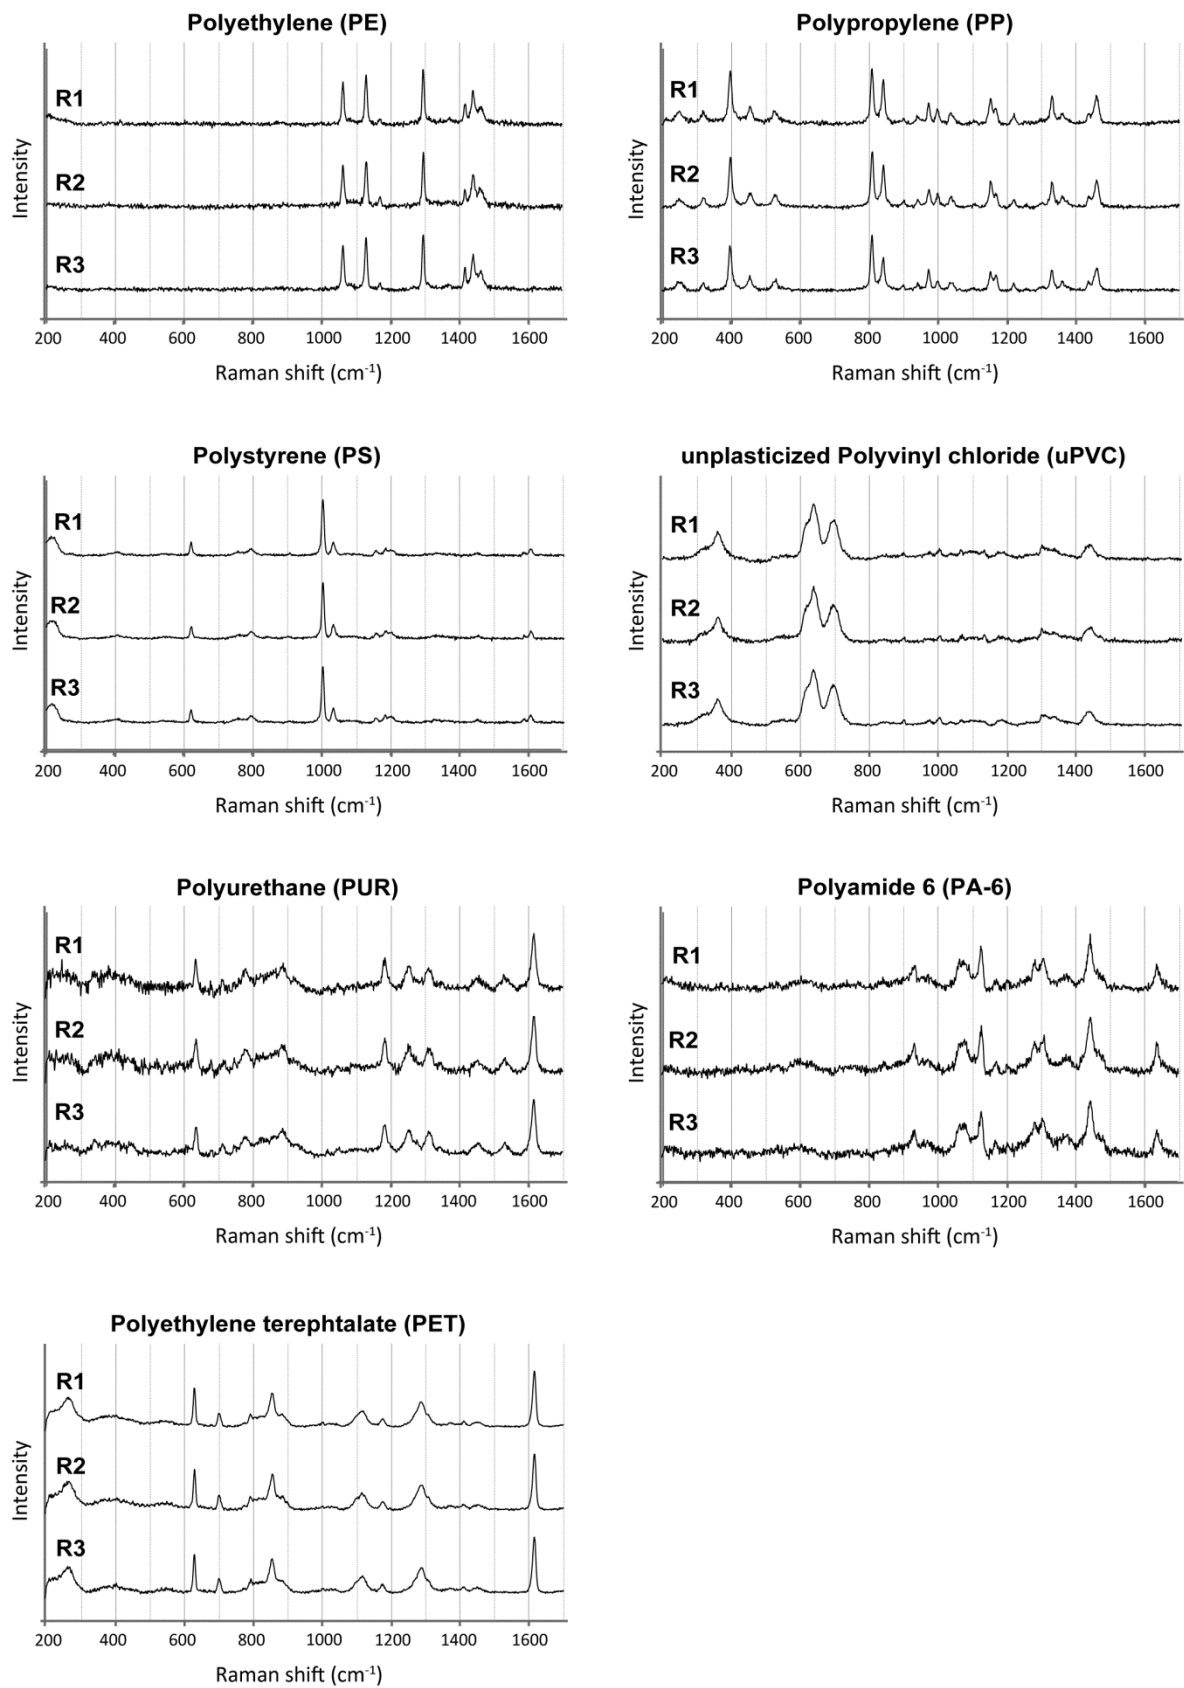 Polyethylene (PE)
R1
R2
R3
Intensity
200 400 600 800 1000 1200 1400 1600
Raman shift (cm-1)
Polypropylene (PP)
R1
R2
R3
Intensity
200 400 600 800 1000 1200 1400 1600
Raman shift (cm-1)
Polystyrene (PS)
R1
R2
R3
Intensity
200 400 600 800 1000 1200 1400 1600
Raman shift (cm-1)
unplasticized Polyvinyl chloride (uPVC)
R1
R2
R3
Intensity
200 400 600 800 1000 1200 1400 1600
Raman shift (cm-1)
Polyurethane (PUR)
R1
R2
R3
Intensity
200 400 600 800 1000 1200 1400 1600
Raman shift (cm-1)
Polyamide 6 (PA-6)
R1
R2
R3
Intensity
200 400 600 800 1000 1200 1400 1600
Raman shift (cm-1)
Polyethylene terephtalate (PET)
R1
R2
R3
Intensity
200 400 600 800 1000 1200 1400 1600
Raman shift (cm-1)